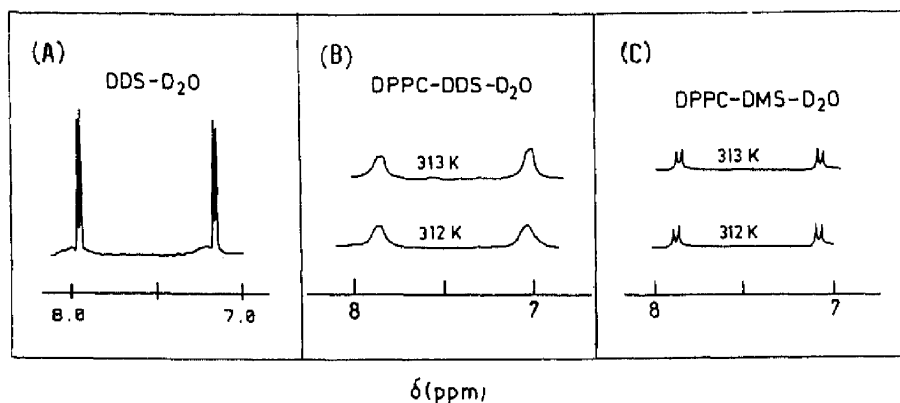 (A)
DDS-D₂O
8.0
7.0
(B)
DPPC-DDS-D₂O
313 K
312 K
8
7
(C)
DPPC-DMS-D₂O
313 K
312 K
8
7
δ(ppm)